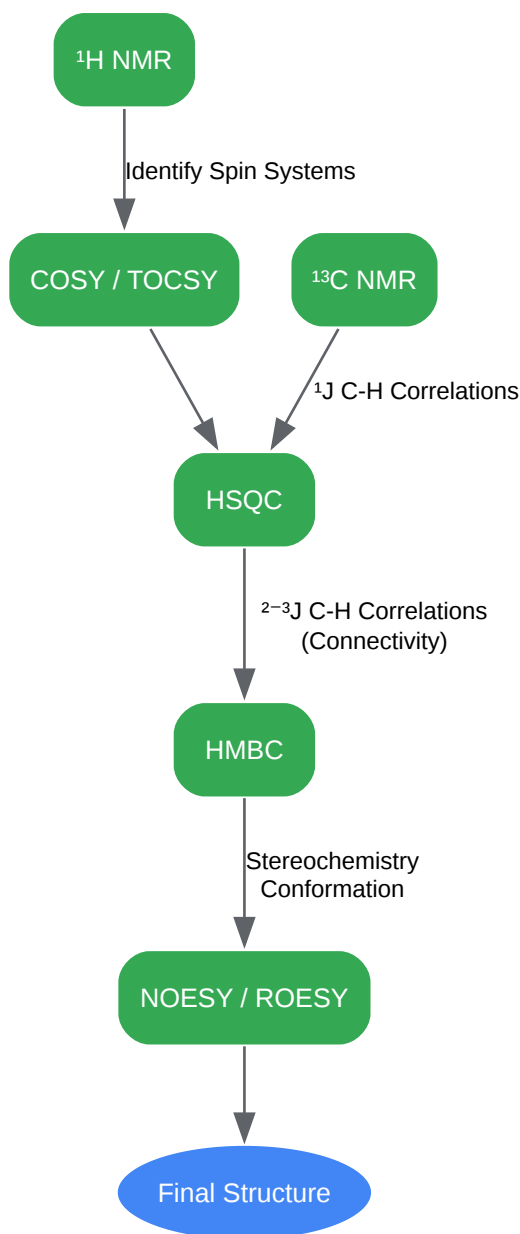 ¹H NMR
Identify Spin Systems
COSY / TOCSY
¹³C NMR
¹J C-H Correlations
HSQC
²⁻³J C-H Correlations
(Connectivity)
HMBC
Stereochemistry
Conformation
NOESY / ROESY
Final Structure